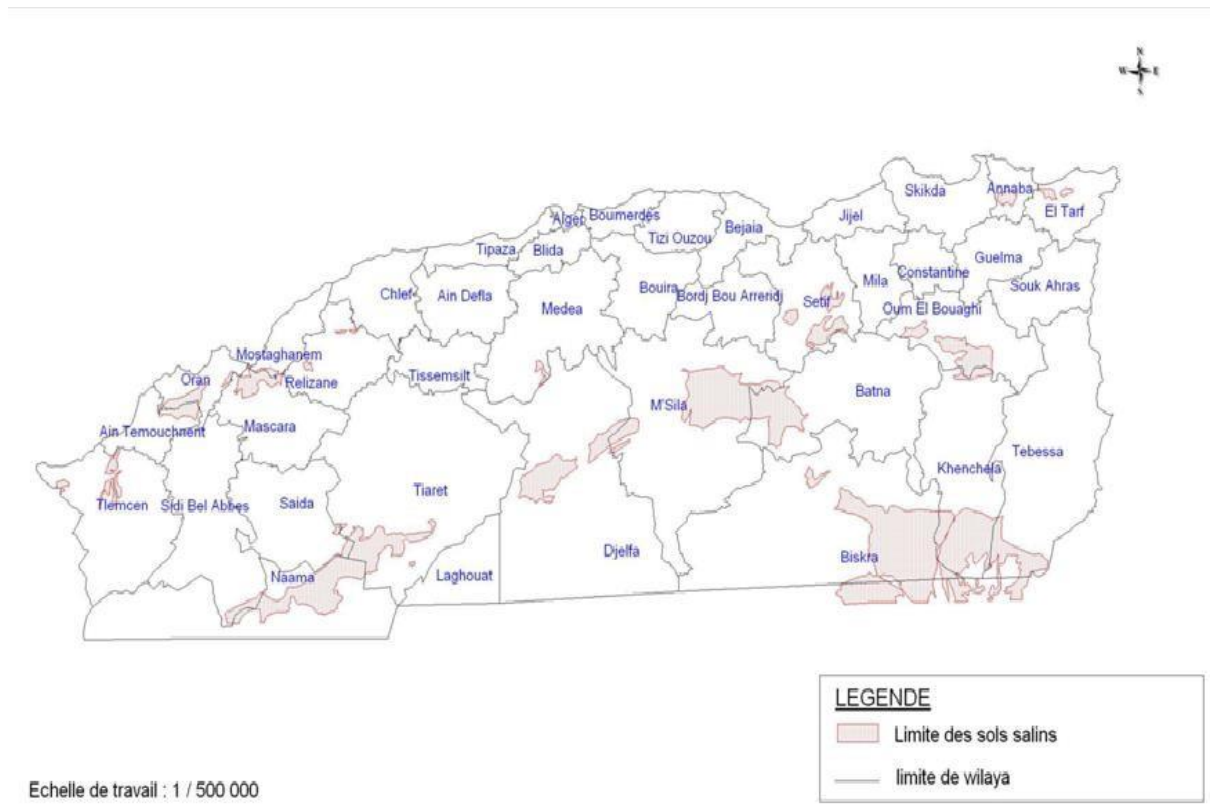 N
W E
S
Skikda
Annaba
El Tarf
Jijel
Alger
Boumerdès
Bejaia
Tizi Ouzou
Tipaza
Blida
Guelma
Constantine
Mila
Souk Ahras
Chlef
Ain Defla
Medea
Bouira
Bordj Bou Arreridj
Setif
Oum El Bouaghi
Mostaghanem
Oran
Relizane
Tissemsilt
M'Sila
Batna
Ain Temouchnent
Mascara
Tebessa
Khenchela
Tlemcen
Sidi Bel Abbes
Saida
Tiaret
Djelfa
Biskra
Naama
Laghouat
LEGENDE
Limite des sols salins
limite de wilaya
Echelle de travail : 1 / 500 000